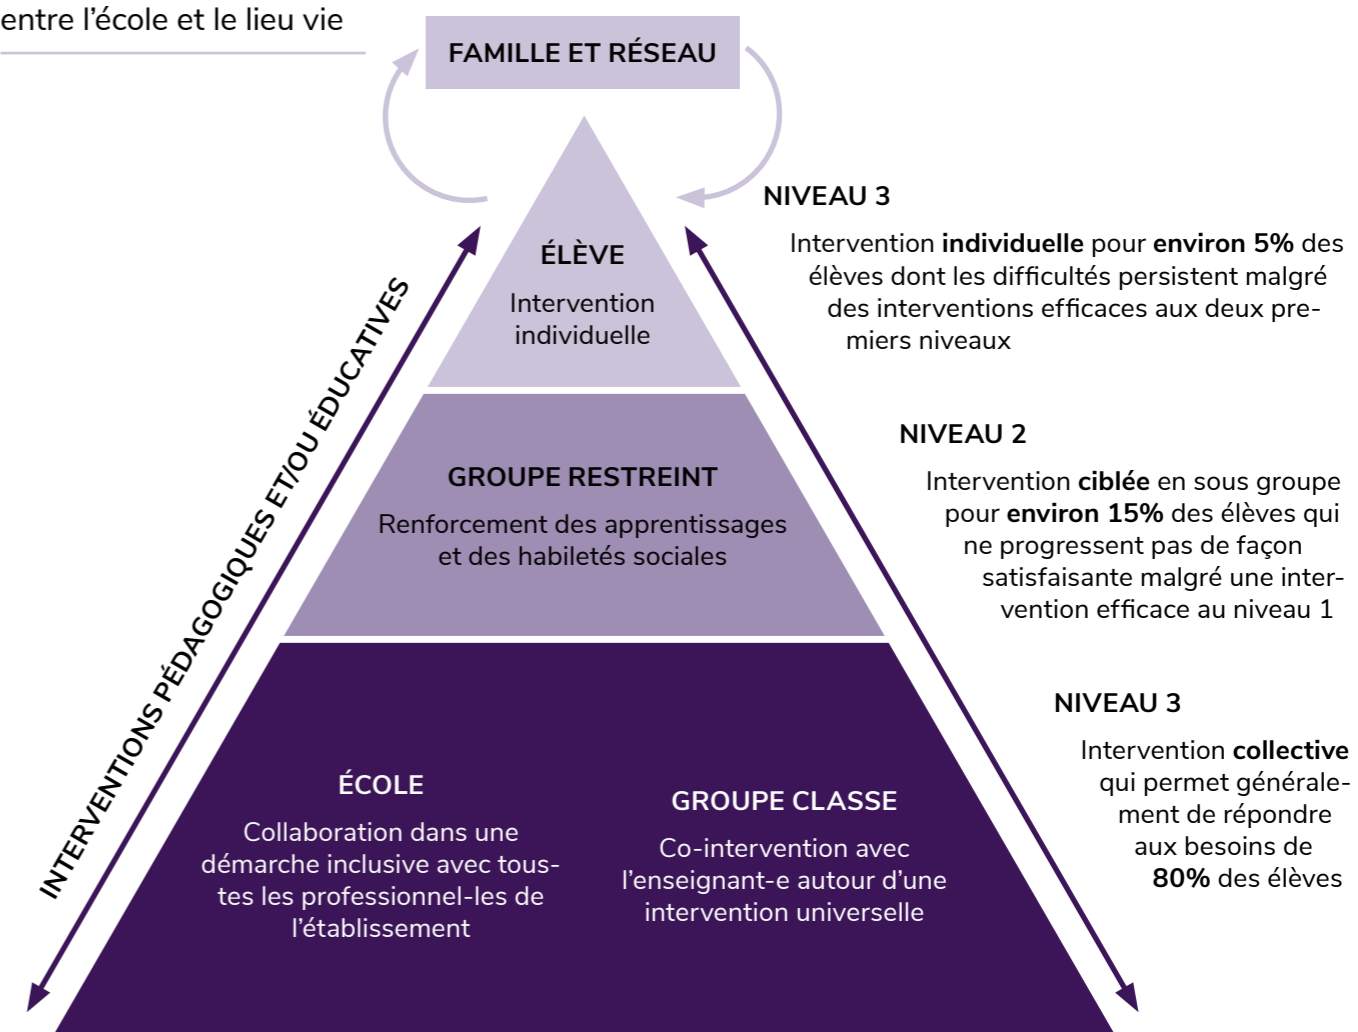 entre l'école et le lieu vie
FAMILLE ET RÉSEAU
INTERVENTIONS PÉDAGOGIQUES ET/OU ÉDUCATIVES
ÉLÈVE
Intervention
individuelle
NIVEAU 3
Intervention individuelle pour environ 5% des
élèves dont les difficultés persistent malgré
des interventions efficaces aux deux pre-
miers niveaux
GROUPE RESTREINT
Renforcement des apprentissages
et des habiletés sociales
NIVEAU 2
Intervention ciblée en sous groupe
pour environ 15% des élèves qui
ne progressent pas de façon
satisfaisante malgré une inter-
vention efficace au niveau 1
ÉCOLE
Collaboration dans une
démarche inclusive avec tous-
tes les professionnel-les de
l'établissement
GROUPE CLASSE
Co-intervention avec
l'enseignant-e autour d'une
intervention universelle
NIVEAU 3
Intervention collective
qui permet générale-
ment de répondre
aux besoins de
80% des élèves